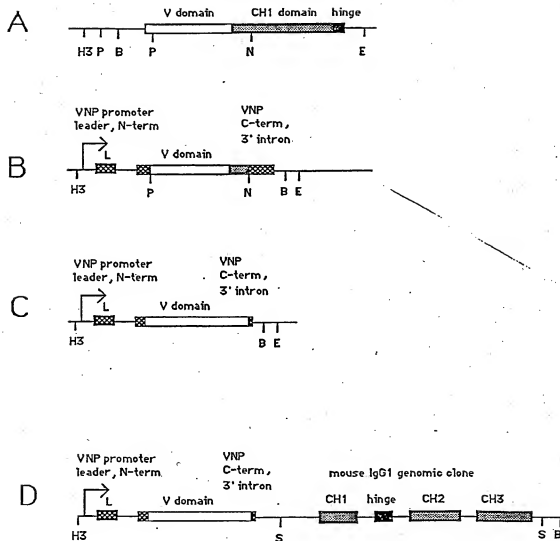 A
V domain CH1 domain hinge
H3 P B P N E
B
VNP promoter
leader, N-term
VNP
C-term,
3' intron
L
V domain
H3 P N B E
C
VNP promoter
leader, N-term
VNP
C-term,
3' intron
L
V domain
H3 B E
D
VNP promoter
leader, N-term
VNP
C-term,
3' intron
mouse IgG1 genomic clone
L
V domain
CH1 hinge CH2 CH3
H3 S S B